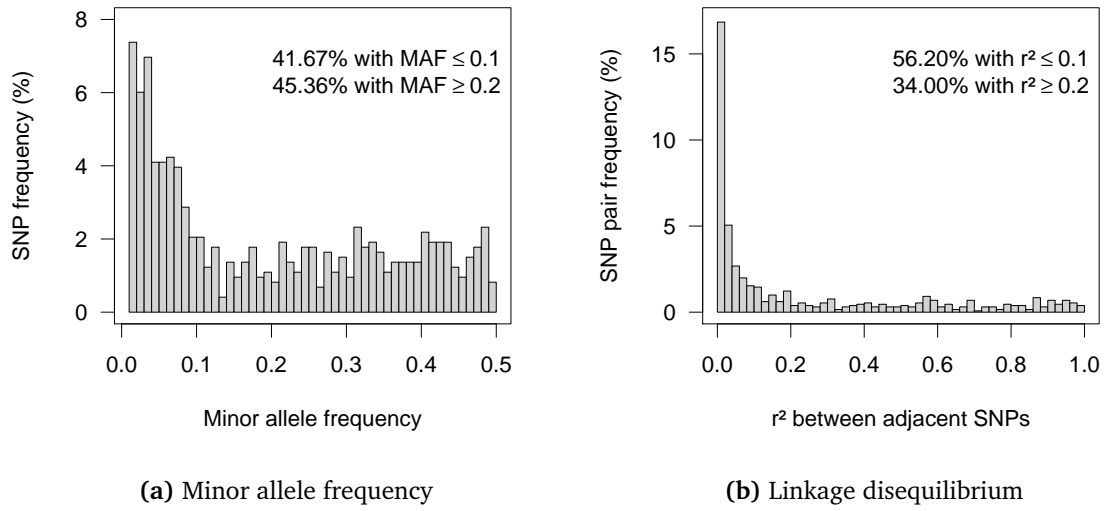 8
6
4
2
0
SNP frequency (%)
41.67% with MAF ≤ 0.1
45.36% with MAF ≥ 0.2
0.0 0.1 0.2 0.3 0.4 0.5
Minor allele frequency
(a) Minor allele frequency
15
10
5
0
SNP pair frequency (%)
56.20% with r² ≤ 0.1
34.00% with r² ≥ 0.2
0.0 0.2 0.4 0.6 0.8 1.0
r² between adjacent SNPs
(b) Linkage disequilibrium